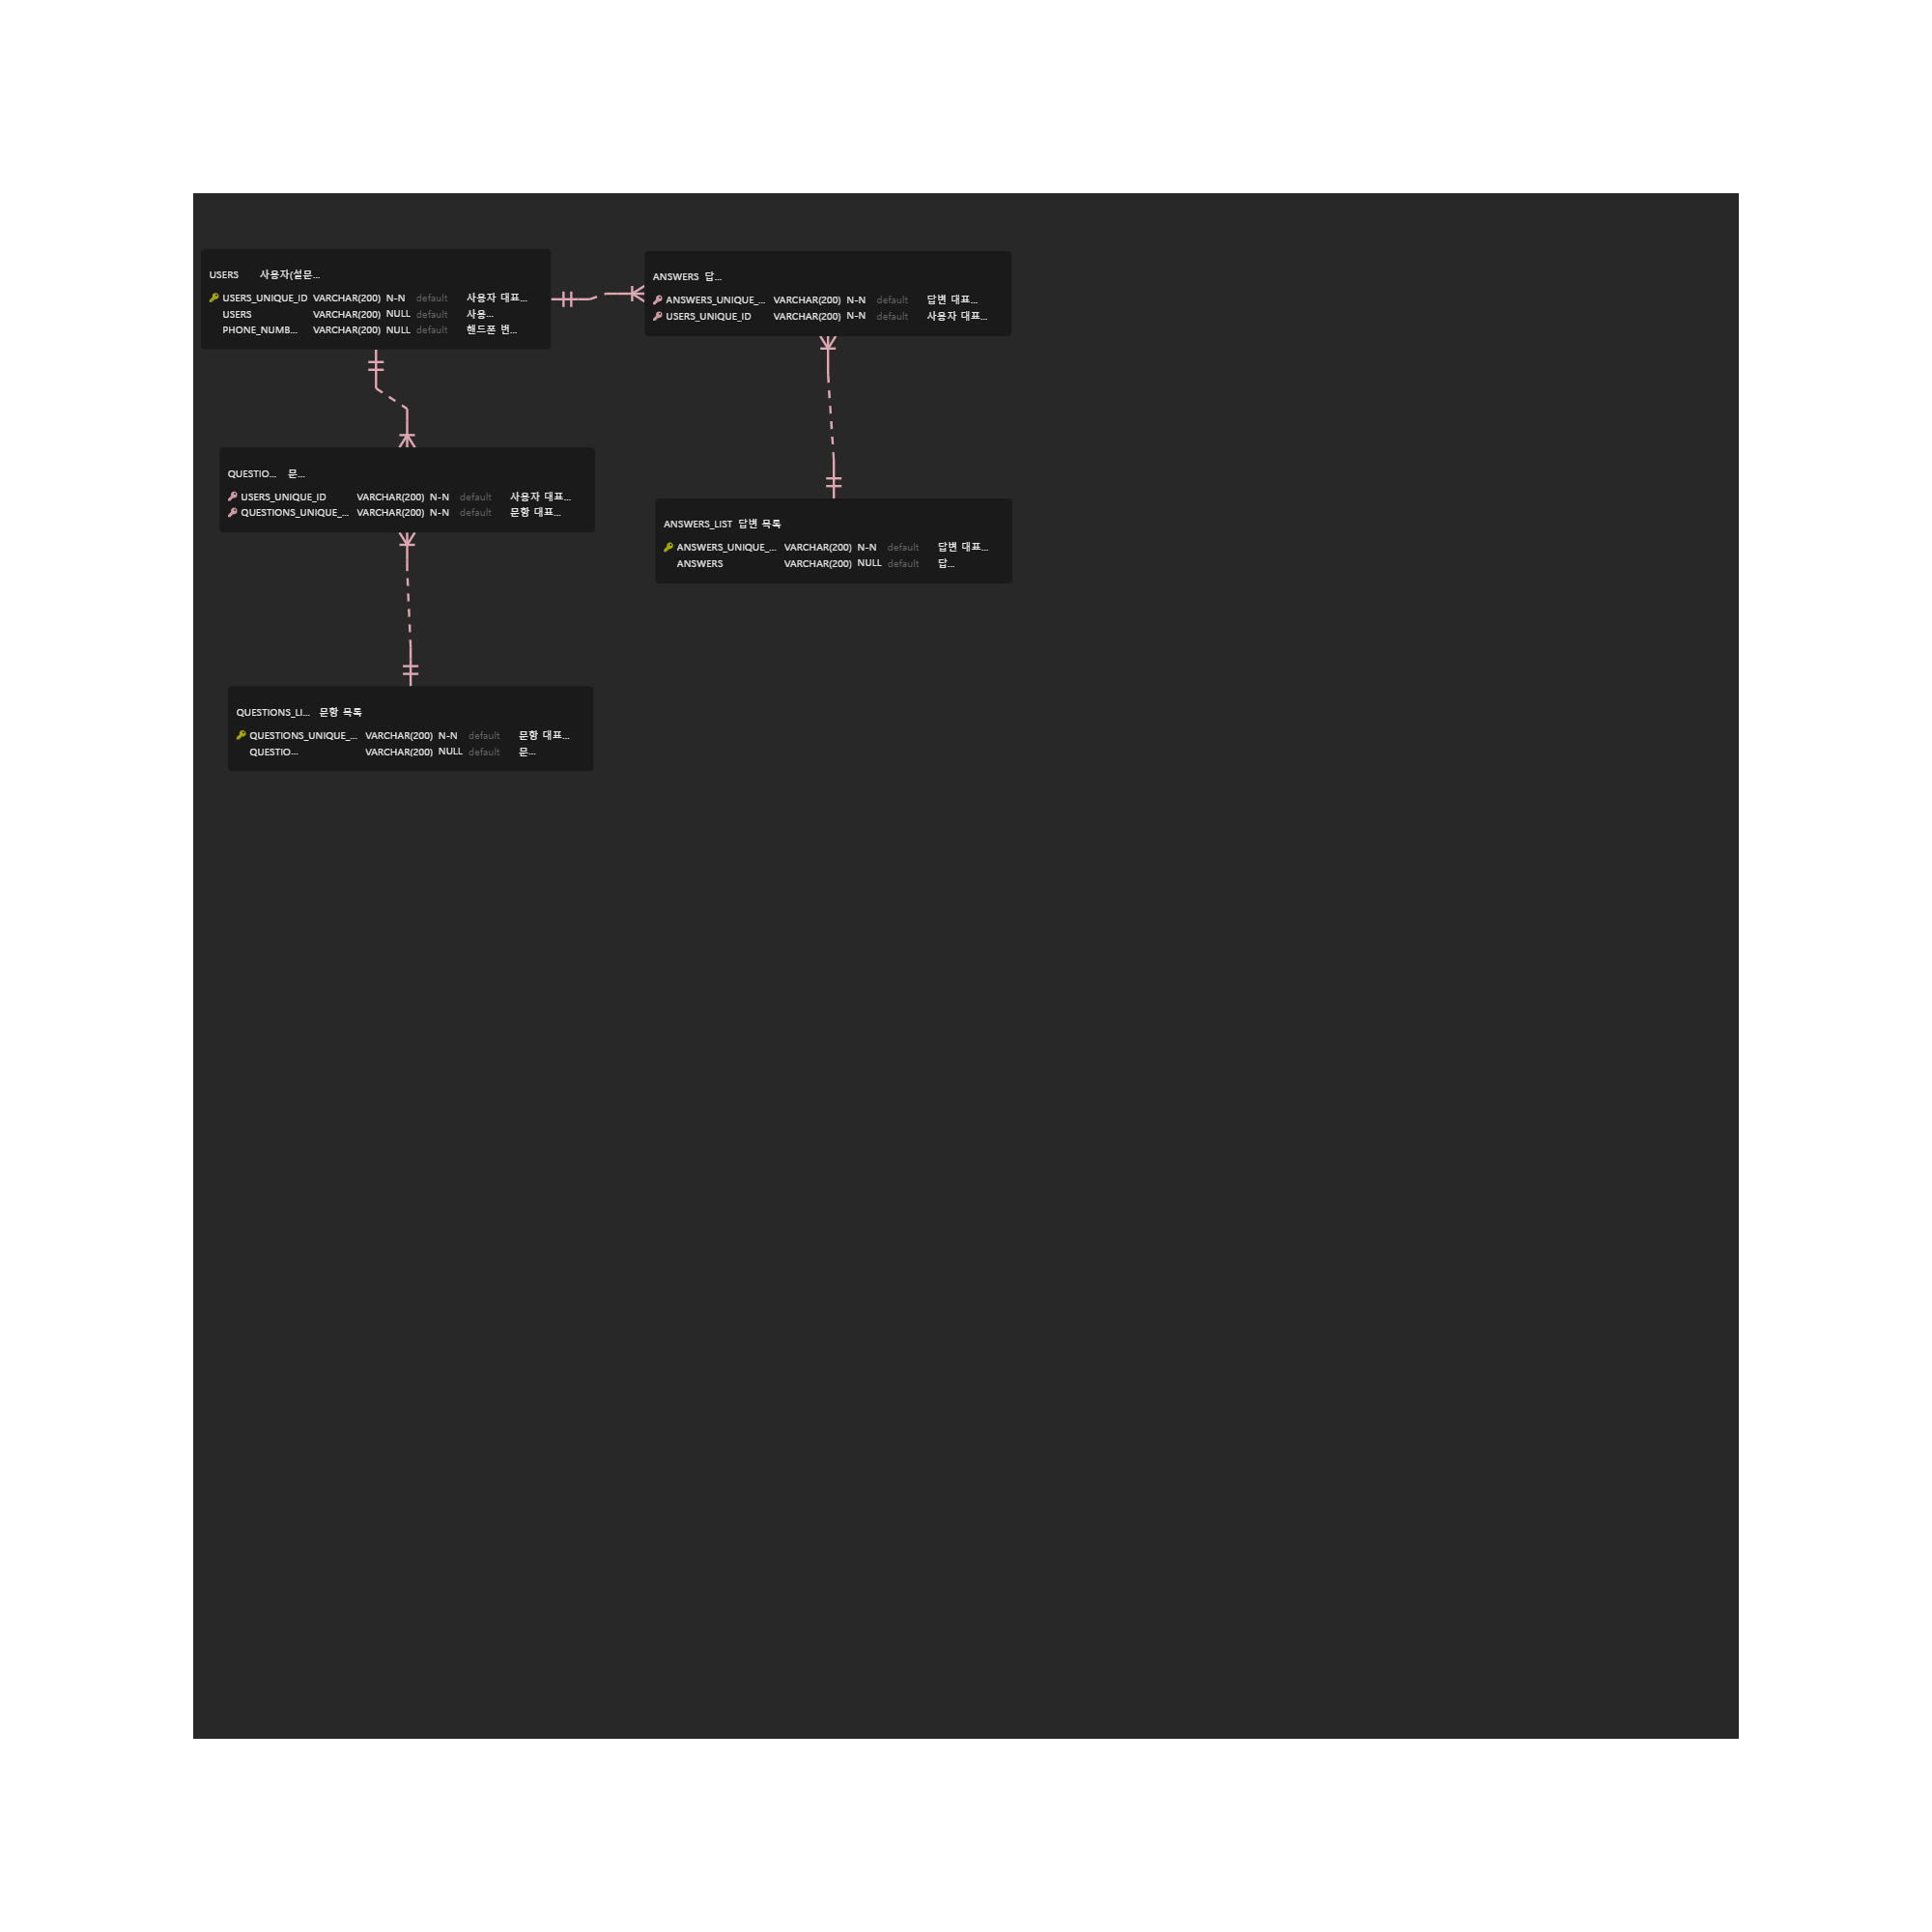 USERS 사용자(설문...
USERS_UNIQUE_ID VARCHAR(200) N-N default 사용자 대표...
USERS VARCHAR(200) NULL default 사용...
PHONE_NUMB... VARCHAR(200) NULL default 핸드폰 번...
ANSWERS 답...
ANSWERS_UNIQUE_... VARCHAR(200) N-N default 답변 대표...
USERS_UNIQUE_ID VARCHAR(200) N-N default 사용자 대표...
QUESTIO... 문...
USERS_UNIQUE_ID VARCHAR(200) N-N default 사용자 대표...
QUESTIONS_UNIQUE_... VARCHAR(200) N-N default 문항 대표...
ANSWERS_LIST 답변 목록
ANSWERS_UNIQUE_... VARCHAR(200) N-N default 답변 대표...
ANSWERS VARCHAR(200) NULL default 답...
QUESTIONS_LI... 문항 목록
QUESTIONS_UNIQUE_... VARCHAR(200) N-N default 문항 대표...
QUESTIO... VARCHAR(200) NULL default 문...